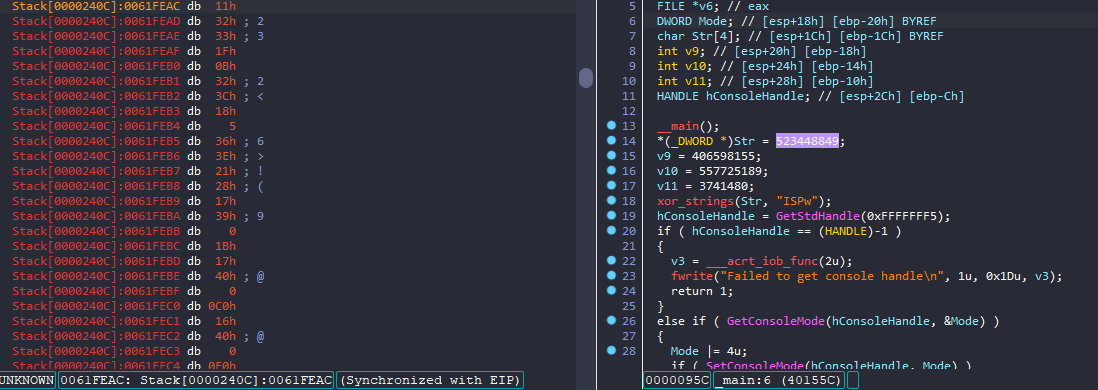 Stack[0000240C]:0061FEAC db 11h
Stack[0000240C]:0061FEAD db 32h ; 2
Stack[0000240C]:0061FEAE db 33h ; 3
Stack[0000240C]:0061FEAF db 1Fh
Stack[0000240C]:0061FEB0 db 0Bh
Stack[0000240C]:0061FEB1 db 32h ; 2
Stack[0000240C]:0061FEB2 db 3Ch ; <
Stack[0000240C]:0061FEB3 db 18h
Stack[0000240C]:0061FEB4 db 5
Stack[0000240C]:0061FEB5 db 36h ; 6
Stack[0000240C]:0061FEB6 db 3Eh ; >
Stack[0000240C]:0061FEB7 db 21h ; !
Stack[0000240C]:0061FEB8 db 28h ; (
Stack[0000240C]:0061FEB9 db 17h
Stack[0000240C]:0061FEBA db 39h ; 9
Stack[0000240C]:0061FEBB db 0
Stack[0000240C]:0061FEBC db 1Bh
Stack[0000240C]:0061FEBD db 17h
Stack[0000240C]:0061FEBE db 40h ; @
Stack[0000240C]:0061FEBF db 0
Stack[0000240C]:0061FEC0 db 0C0h
Stack[0000240C]:0061FEC1 db 16h
Stack[0000240C]:0061FEC2 db 40h ; @
Stack[0000240C]:0061FEC3 db 0
Stack[0000240C]:0061FEC4 db 0E0h
UNKNOWN 0061FEAC: Stack[0000240C]:0061FEAC (Synchronized with EIP)
5 FILE *v6; // eax
6 DWORD Mode; // [esp+18h] [ebp-20h] BYREF
7 char Str[4]; // [esp+1Ch] [ebp-1Ch] BYREF
8 int v9; // [esp+20h] [ebp-18h]
9 int v10; // [esp+24h] [ebp-14h]
10 int v11; // [esp+28h] [ebp-10h]
11 HANDLE hConsoleHandle; // [esp+2Ch] [ebp-Ch]
12
13 __main();
14 *(_DWORD *)Str = 523448849;
15 v9 = 406598155;
16 v10 = 557725189;
17 v11 = 3741480;
18 xor_strings(Str, "ISPw");
19 hConsoleHandle = GetStdHandle(0xFFFFFFF5);
20 if ( hConsoleHandle == (HANDLE)-1 )
21 {
22 v3 = ___acrt_iob_func(2u);
23 fwrite("Failed to get console handle\n", 1u, 0x1Du, v3);
24 return 1;
25 }
26 else if ( GetConsoleMode(hConsoleHandle, &Mode) )
27 {
28 Mode |= 4u;
if ( SetConsoleMode(hConsoleHandle, Mode) )
0000095C _main:6 (40155C)